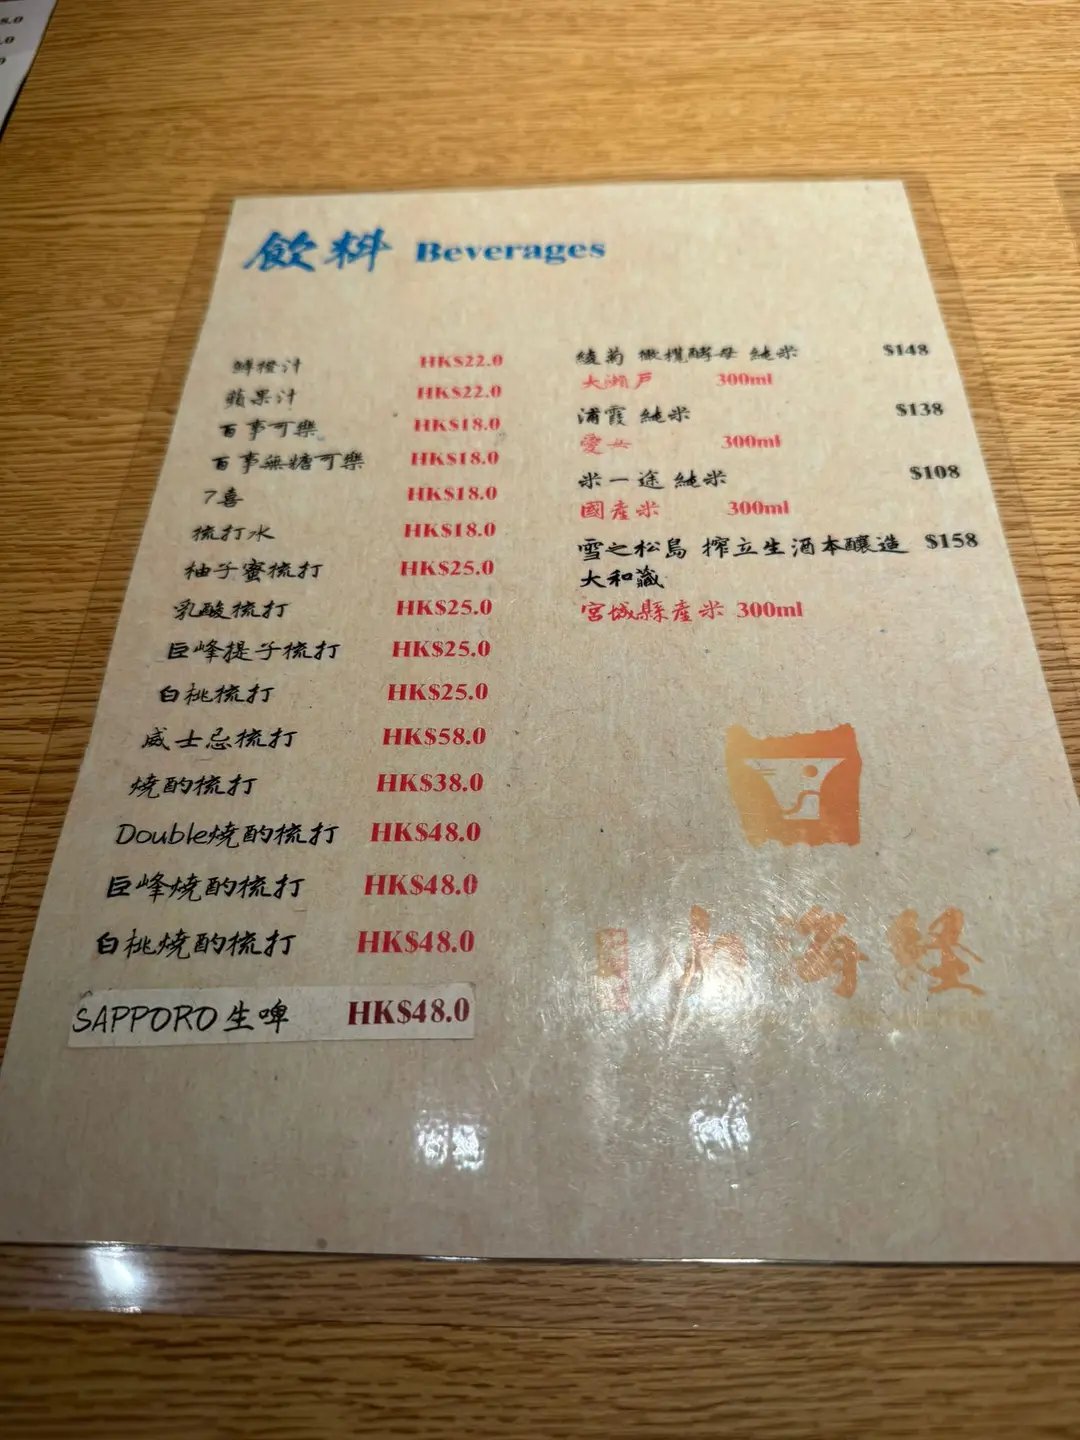 飲料 Beverages
鮮橙汁 HK$22.0
蘋果汁 HK$22.0
百事可樂 HK$18.0
百事無糖可樂 HK$18.0
7喜 HK$18.0
梳打水 HK$18.0
柚子蜜梳打 HK$25.0
乳酸梳打 HK$25.0
巨峰提子梳打 HK$25.0
白桃梳打 HK$25.0
威士忌梳打 HK$58.0
燒酌梳打 HK$38.0
Double燒酌梳打 HK$48.0
巨峰燒酌梳打 HK$48.0
白桃燒酌梳打 HK$48.0
SAPPORO生啤 HK$48.0
綾菊 橄欖酵母 純米 $148
大瀨戶 300ml
浦霞 純米 $138
愛女 300ml
米一途 純米 $108
國產米 300ml
雪之松島 搾立生酒本釀造 $158
大和藏
宮城縣產米 300ml
山海経